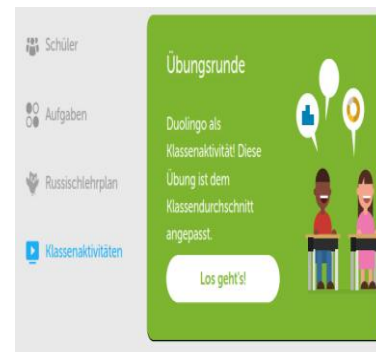 Schüler
Aufgaben
Russischlehrplan
Klassenaktivitäten
Übungsrunde
Duolingo als
Klassenaktivität! Diese
Übung ist dem
Klassendurchschnitt
angepasst.
Los geht's!